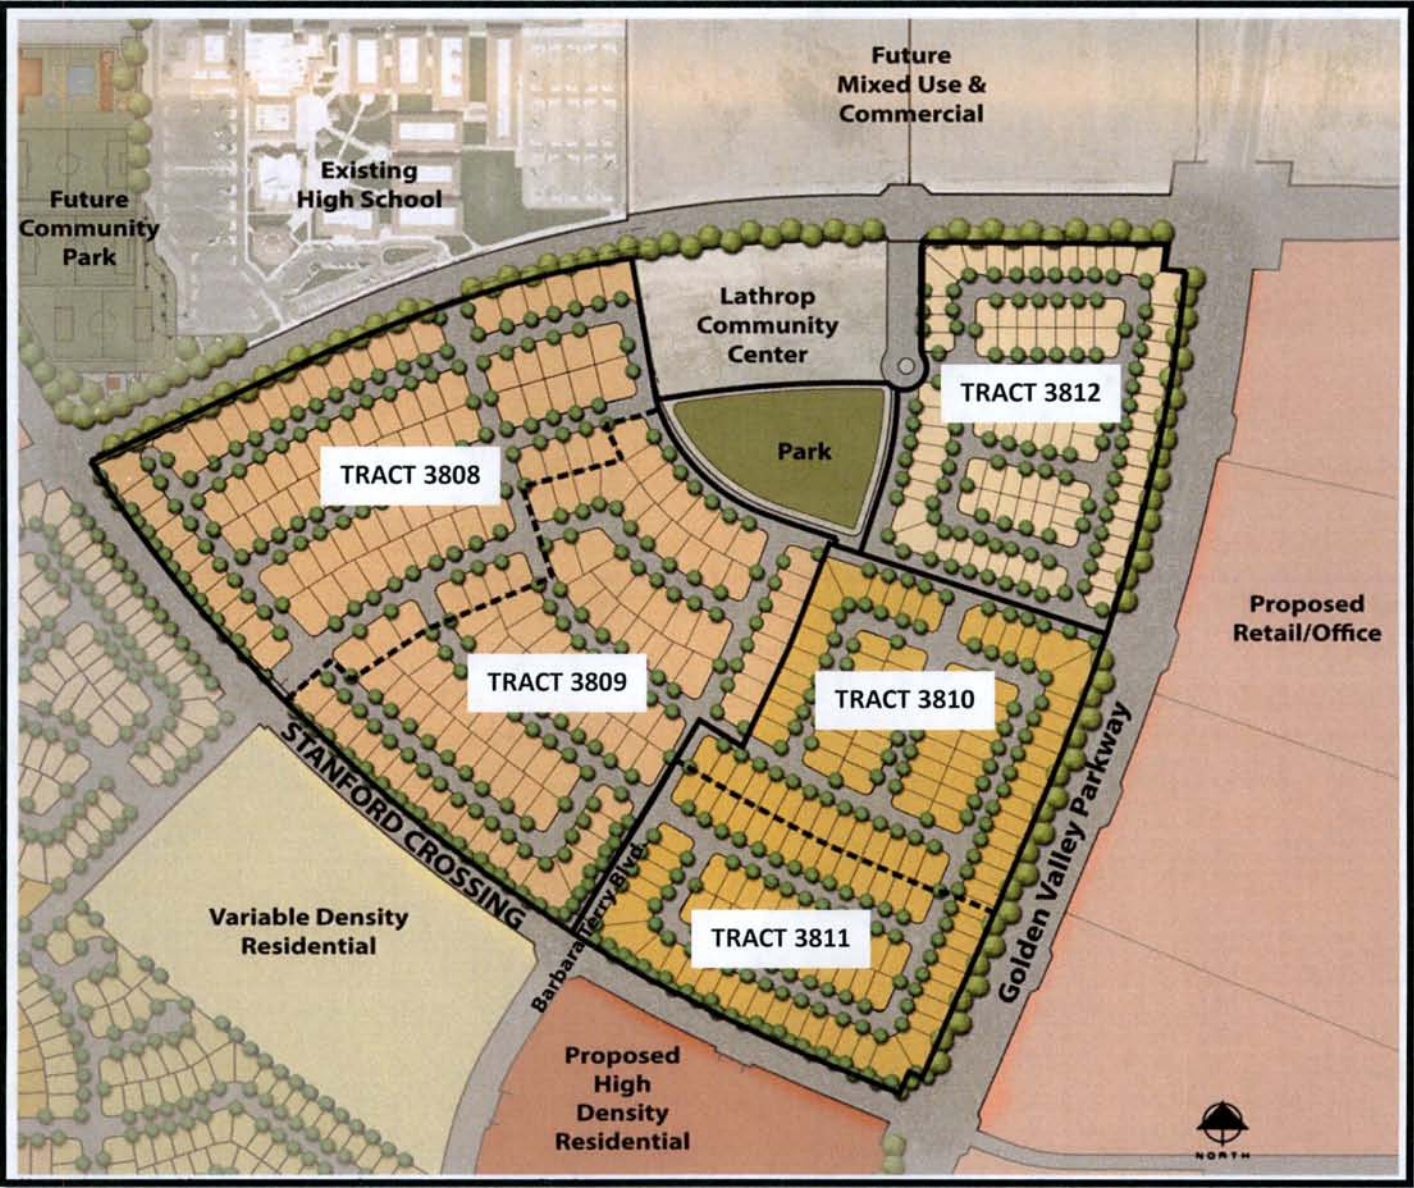 Future
Mixed Use &
Commercial
Existing
High School
Future
Community
Park
Lathrop
Community
Center
TRACT 3812
Park
TRACT 3808
Proposed
Retail/Office
TRACT 3809
TRACT 3810
STANFORD CROSSING
Golden Valley Parkway
Barbara Terry Blvd.
Variable Density
Residential
TRACT 3811
Proposed
High
Density
Residential
NORTH